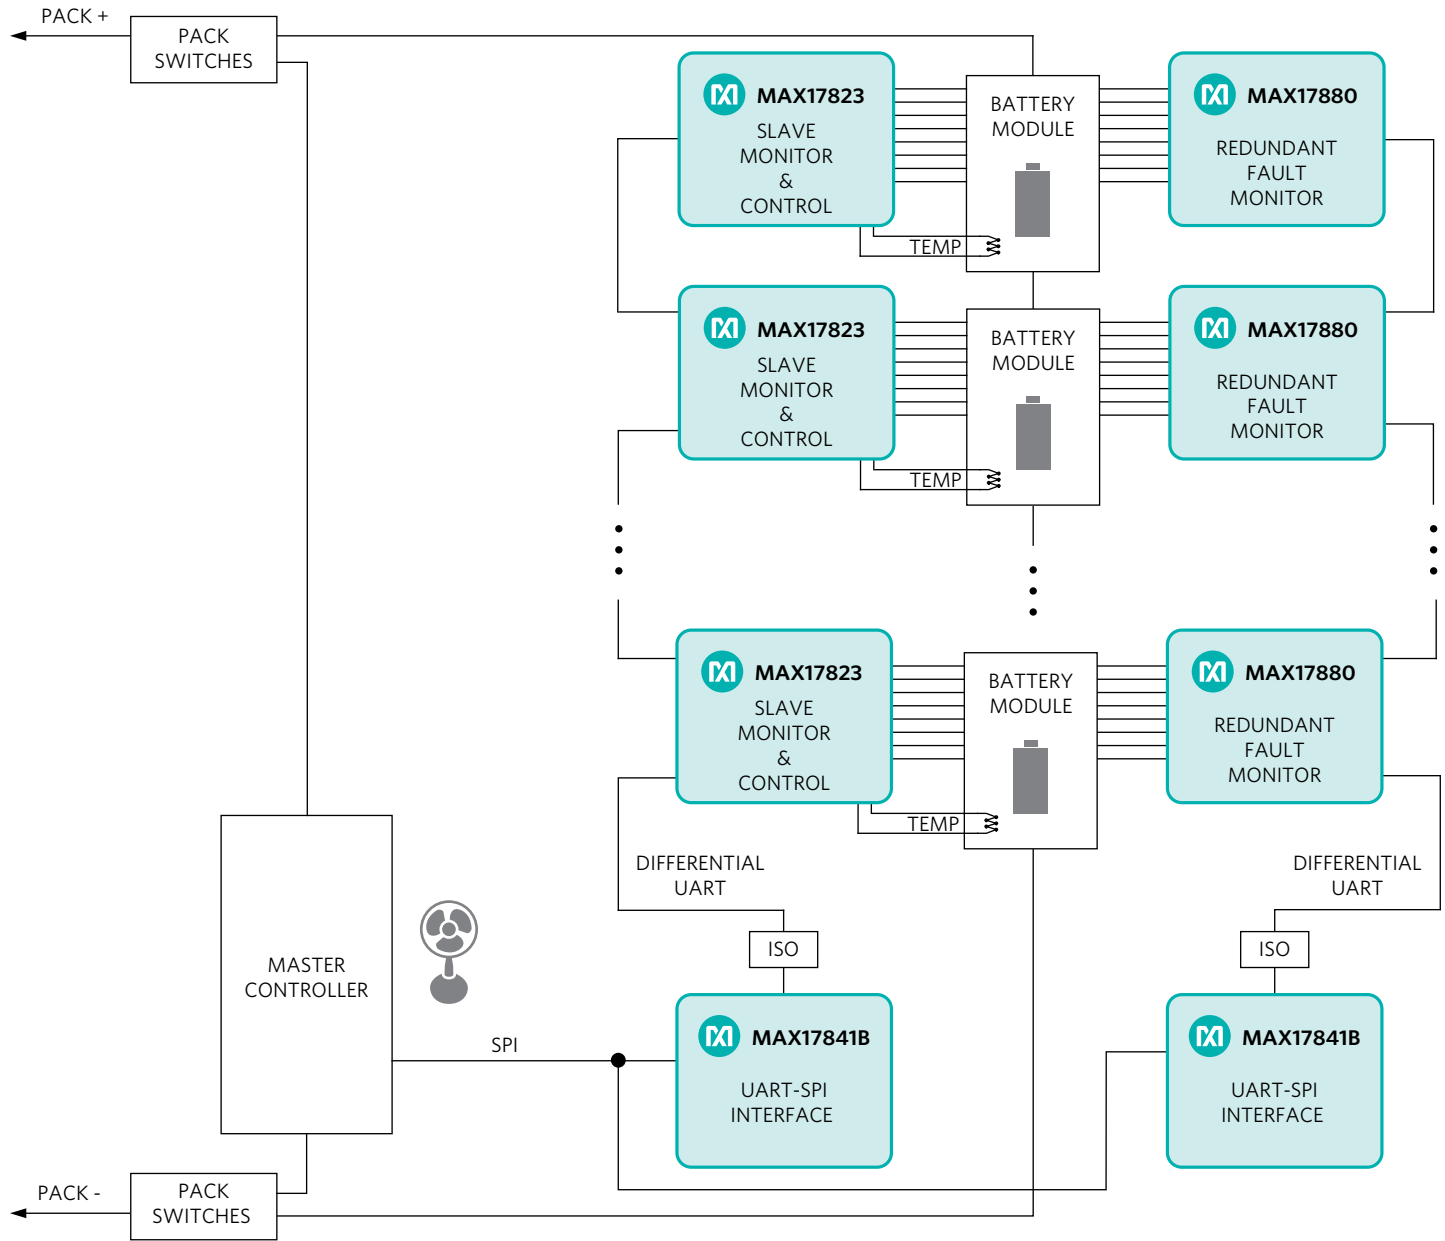 PACK +
PACK
SWITCHES
MAX17823
SLAVE
MONITOR
&
CONTROL
TEMP
BATTERY
MODULE
MAX17880
REDUNDANT
FAULT
MONITOR
MAX17823
SLAVE
MONITOR
&
CONTROL
TEMP
BATTERY
MODULE
MAX17880
REDUNDANT
FAULT
MONITOR
MAX17823
SLAVE
MONITOR
&
CONTROL
TEMP
BATTERY
MODULE
MAX17880
REDUNDANT
FAULT
MONITOR
DIFFERENTIAL
UART
DIFFERENTIAL
UART
ISO
ISO
MASTER
CONTROLLER
SPI
MAX17841B
UART-SPI
INTERFACE
MAX17841B
UART-SPI
INTERFACE
PACK -
PACK
SWITCHES